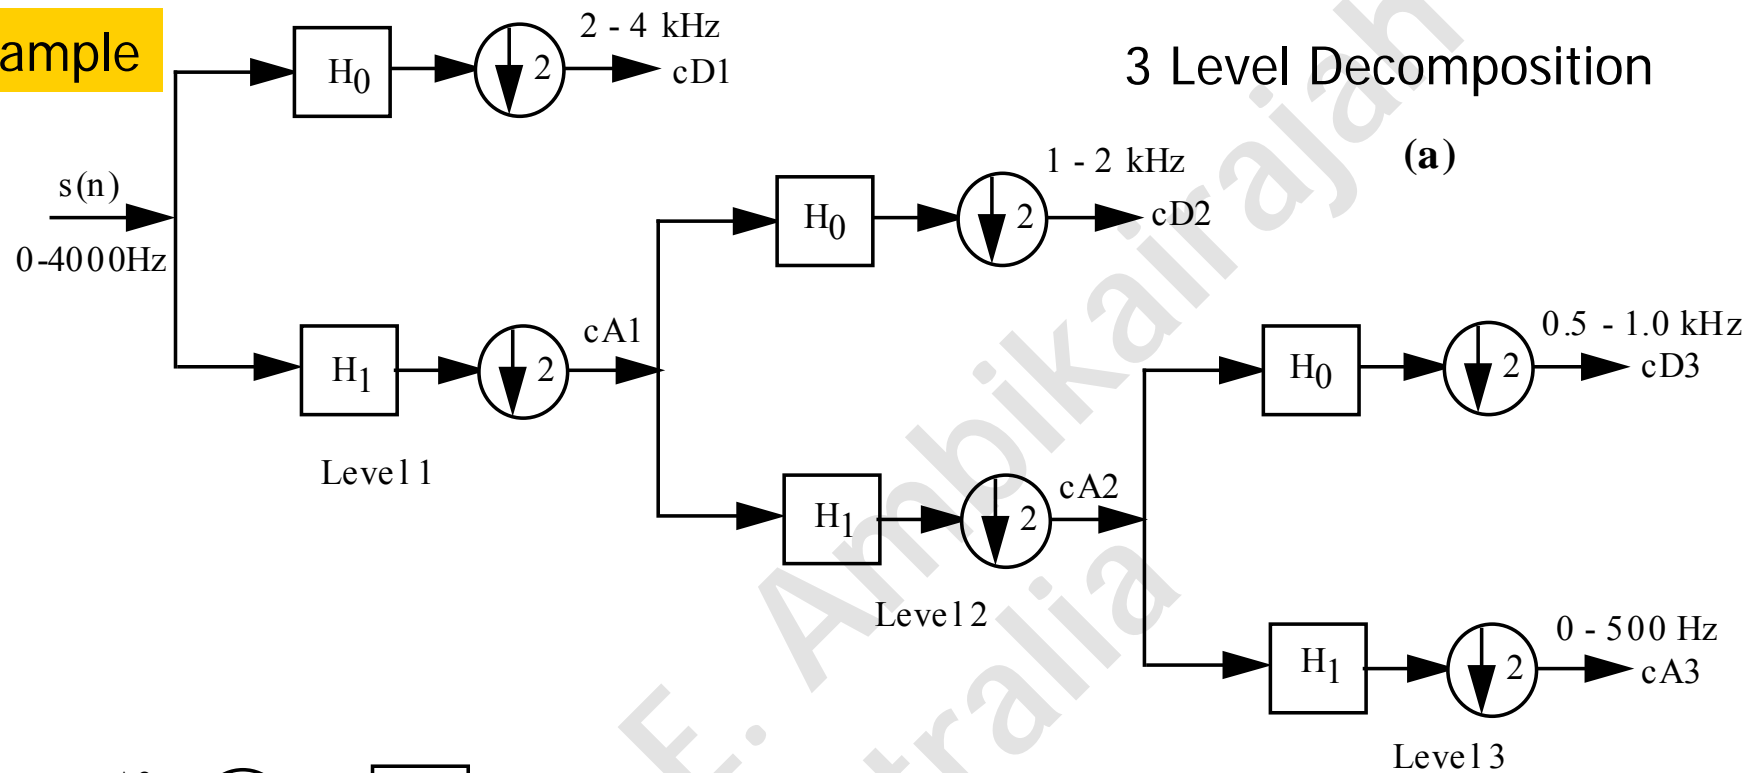 ample
3 Level Decomposition
(a)
s(n)
0-4000Hz
H0
2
2 - 4 kHz
cD1
H1
2
cA1
Level 1
H0
2
1 - 2 kHz
cD2
H1
2
cA2
Level 2
H0
2
0.5 - 1.0 kHz
cD3
H1
2
0 - 500 Hz
cA3
Level 3
E. Ambikairajah
tralia